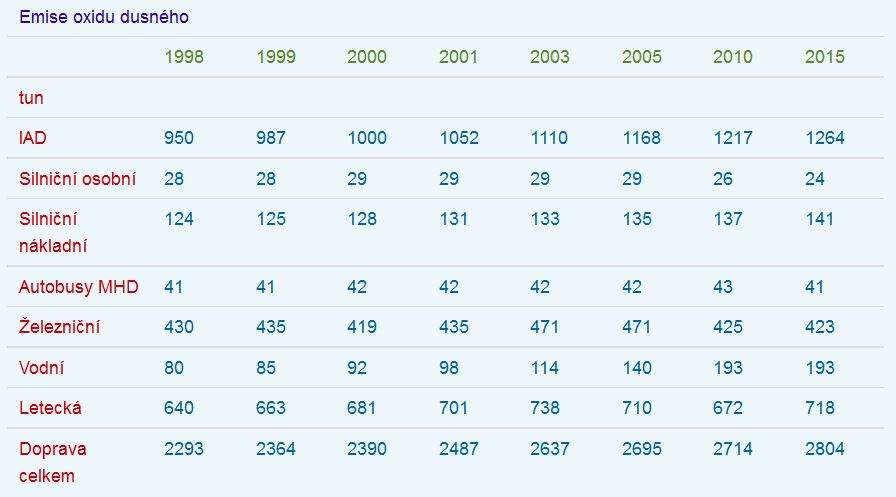 Emise oxidu dusného
1998 1999 2000 2001 2003 2005 2010 2015
tun
IAD 950 987 1000 1052 1110 1168 1217 1264
Silniční osobní 28 28 29 29 29 29 26 24
Silniční 124 125 128 131 133 135 137 141
nákladní
Autobusy MHD 41 41 42 42 42 42 43 41
Železniční 430 435 419 435 471 471 425 423
Vodní 80 85 92 98 114 140 193 193
Letecká 640 663 681 701 738 710 672 718
Doprava 2293 2364 2390 2487 2637 2695 2714 2804
celkem